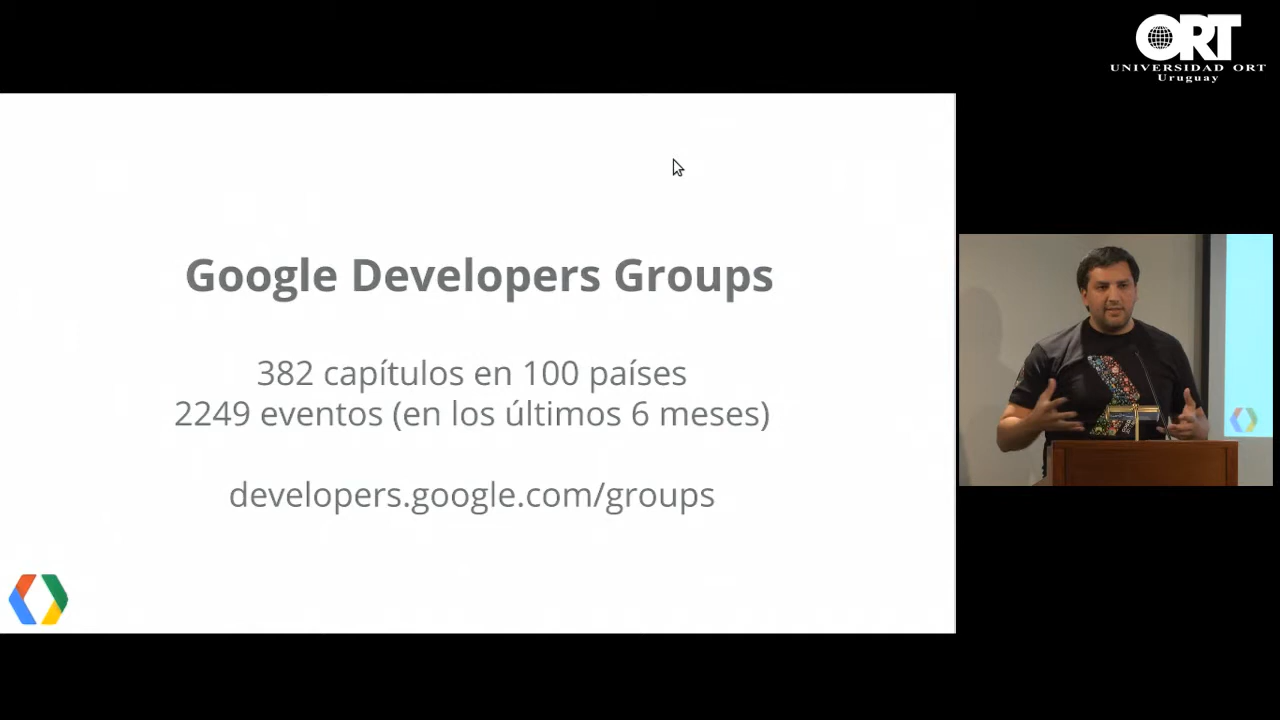 ORT
UNIVERSIDAD ORT
Uruguay
Google Developers Groups
382 capítulos en 100 países
2249 eventos (en los últimos 6 meses)
developers.google.com/groups